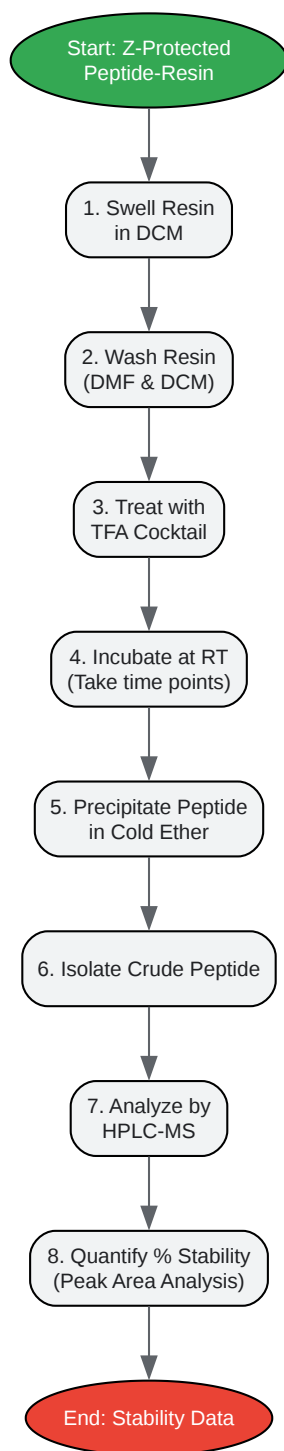 Start: Z-Protected
Peptide-Resin
1. Swell Resin
in DCM
2. Wash Resin
(DMF & DCM)
3. Treat with
TFA Cocktail
4. Incubate at RT
(Take time points)
5. Precipitate Peptide
in Cold Ether
6. Isolate Crude Peptide
7. Analyze by
HPLC-MS
8. Quantify % Stability
(Peak Area Analysis)
End: Stability Data